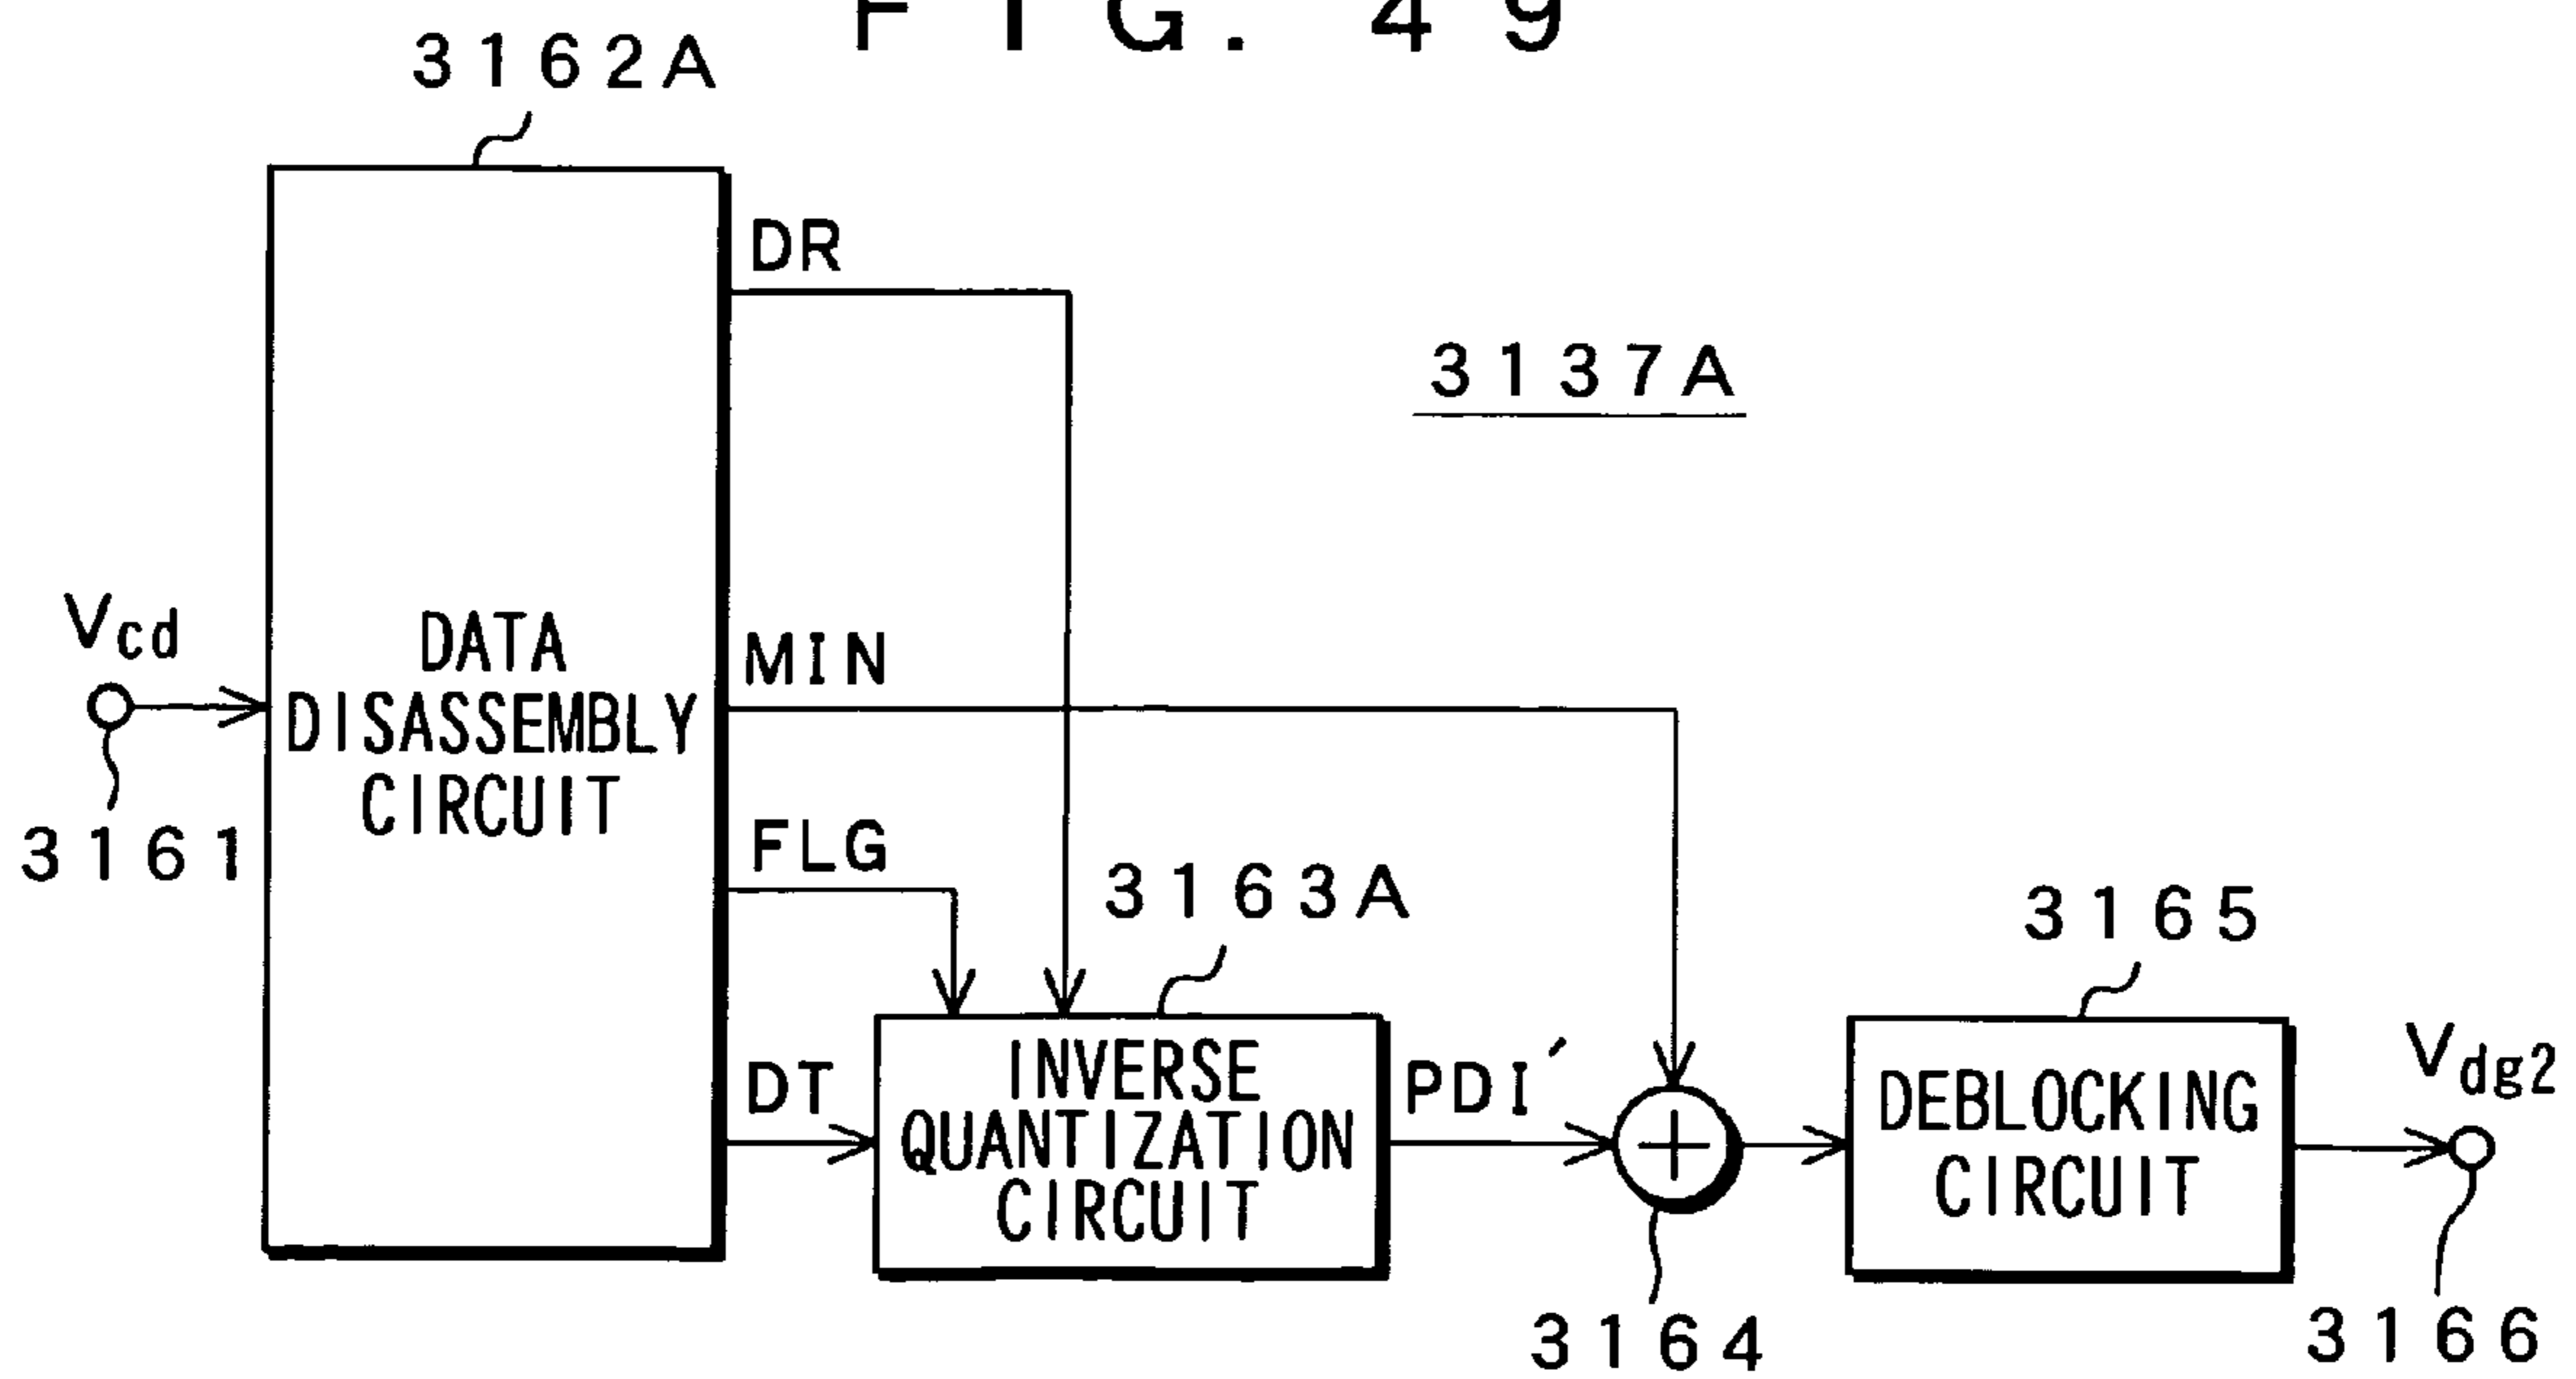 FIG. 49
3162A
DR
3137A
Vcd
DATA
DISASSEMBLY
CIRCUIT
MIN
3161
FLG
3163A
3165
DT
INVERSE
QUANTIZATION
CIRCUIT
PDI′
+
DEBLOCKING
CIRCUIT
Vdg2
3164
3166